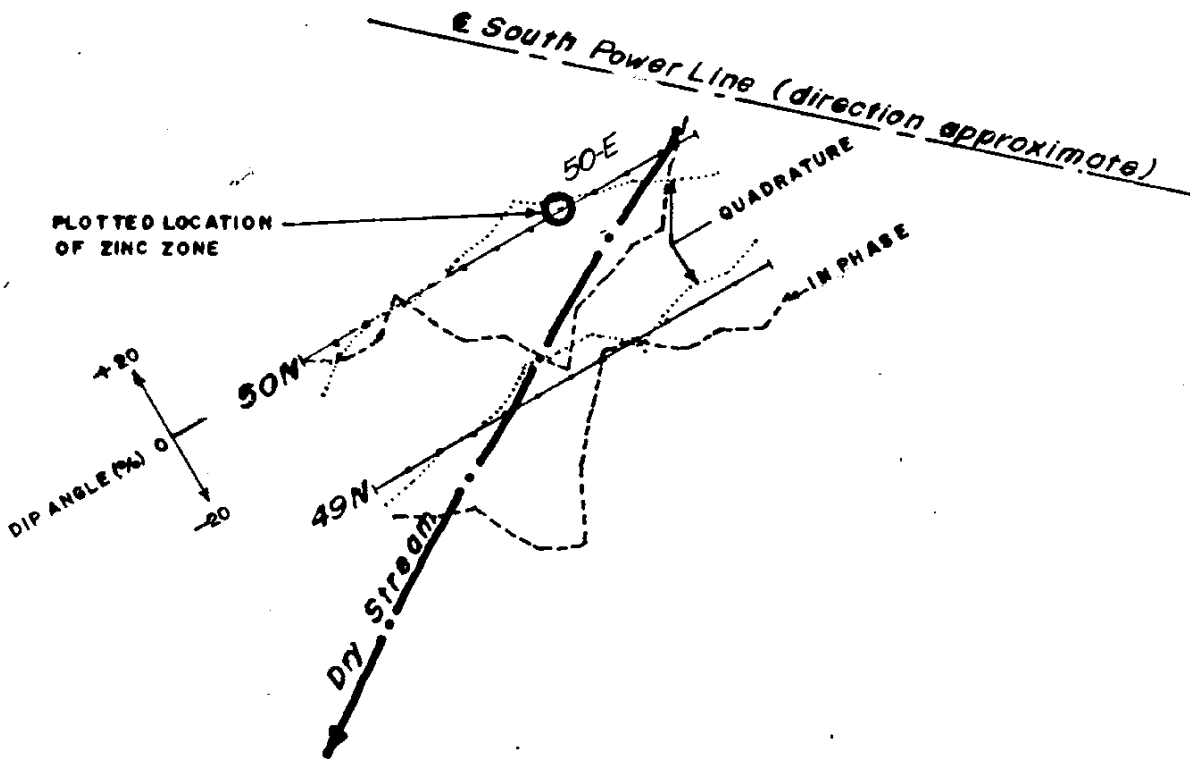 ℄ South Power Line (direction approximate)
50-E
QUADRATURE
PLOTTED LOCATION
OF ZINC ZONE
IN PHASE
50N
+20
0
-20
DIP ANGLE (%)
49N
Dry Stream